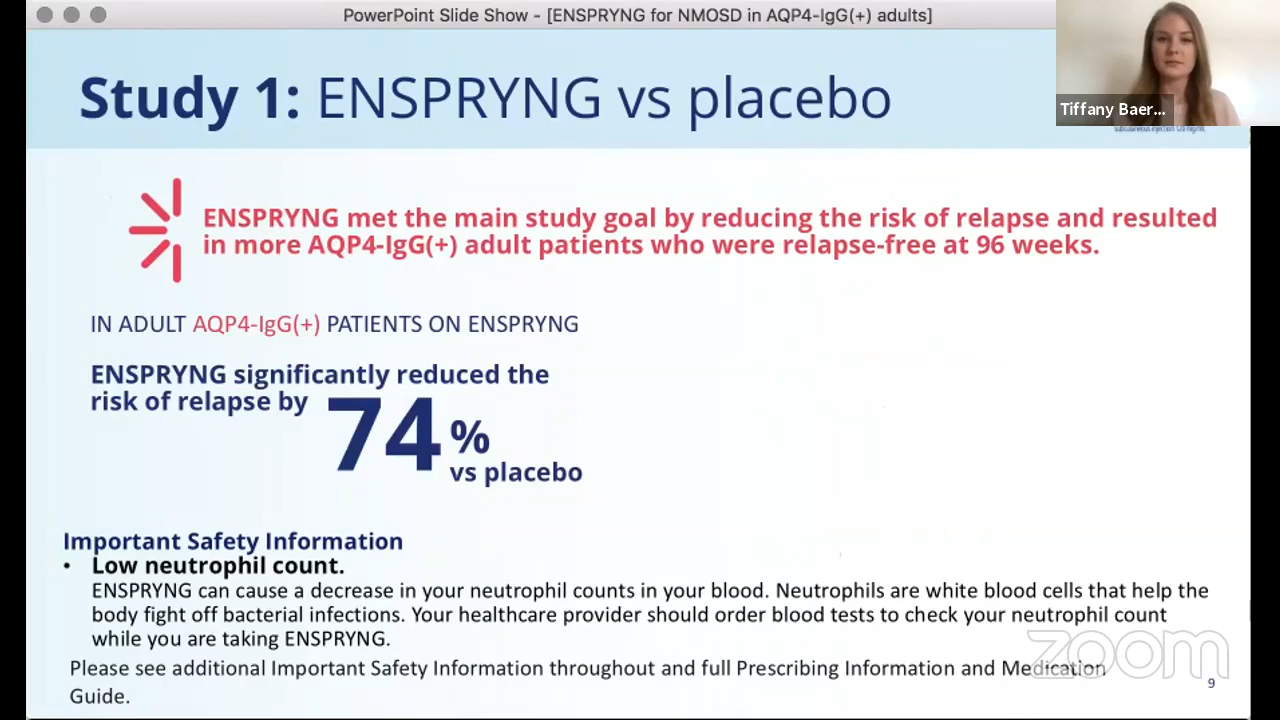 PowerPoint Slide Show - [ENSPRYNG for NMOSD in AQP4-IgG(+) adults]
Tiffany Baer...
Study 1: ENSPRYNG vs placebo
subcutaneous injection 120 mg/mL
ENSPRYNG met the main study goal by reducing the risk of relapse and resulted
in more AQP4-IgG(+) adult patients who were relapse-free at 96 weeks.
IN ADULT AQP4-IgG(+) PATIENTS ON ENSPRYNG
ENSPRYNG significantly reduced the
risk of relapse by 74%
vs placebo
Important Safety Information
• Low neutrophil count.
ENSPRYNG can cause a decrease in your neutrophil counts in your blood. Neutrophils are white blood cells that help the
body fight off bacterial infections. Your healthcare provider should order blood tests to check your neutrophil count
while you are taking ENSPRYNG.
Please see additional Important Safety Information throughout and full Prescribing Information and Medication
Guide.
zoom
9